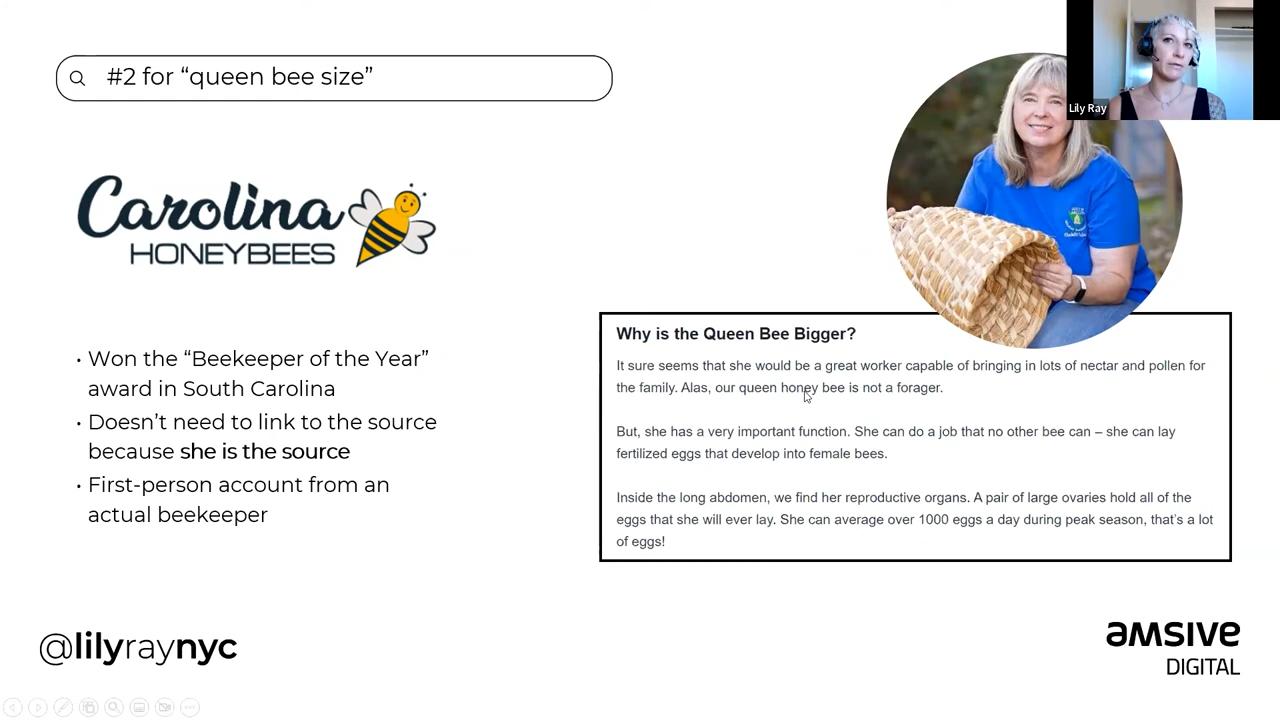 #2 for “queen bee size”
Lily Ray
Carolina
HONEYBEES
• Won the “Beekeeper of the Year”
award in South Carolina
• Doesn’t need to link to the source
because she is the source
• First-person account from an
actual beekeeper
Why is the Queen Bee Bigger?
It sure seems that she would be a great worker capable of bringing in lots of nectar and pollen for
the family. Alas, our queen honey bee is not a forager.
But, she has a very important function. She can do a job that no other bee can – she can lay
fertilized eggs that develop into female bees.
Inside the long abdomen, we find her reproductive organs. A pair of large ovaries hold all of the
eggs that she will ever lay. She can average over 1000 eggs a day during peak season, that’s a lot
of eggs!
@lilyraynyc
amsive
DIGITAL